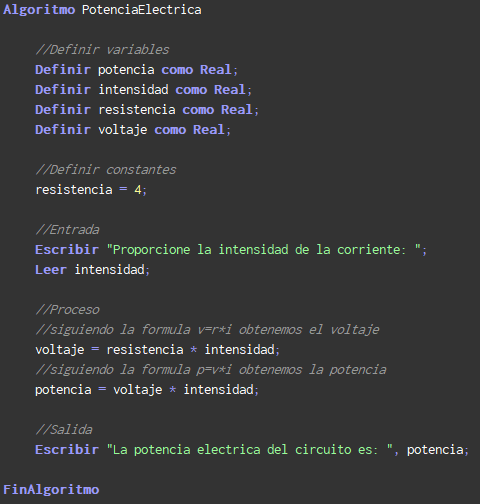 Algoritmo PotenciaElectrica
//Definir variables
Definir potencia como Real;
Definir intensidad como Real;
Definir resistencia como Real;
Definir voltaje como Real;
//Definir constantes
resistencia = 4;
//Entrada
Escribir "Proporcione la intensidad de la corriente: ";
Leer intensidad;
//Proceso
//siguiendo la formula v=r*i obtenemos el voltaje
voltaje = resistencia * intensidad;
//siguiendo la formula p=v*i obtenemos la potencia
potencia = voltaje * intensidad;
//Salida
Escribir "La potencia electrica del circuito es: ", potencia;
FinAlgoritmo